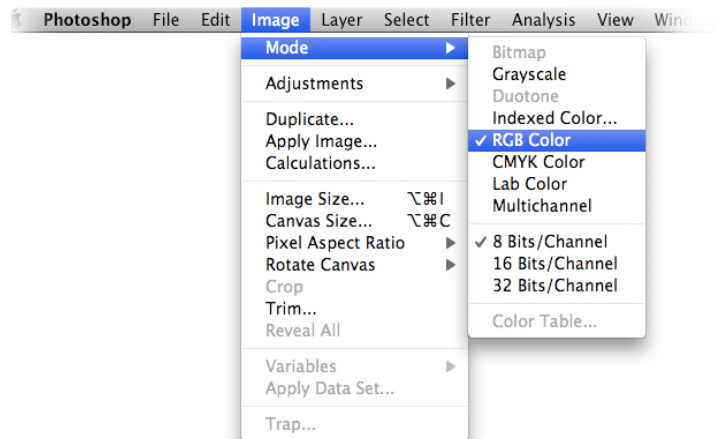 Photoshop File Edit Image Layer Select Filter Analysis View
Mode
Adjustments
Duplicate...
Apply Image...
Calculations...
Image Size... ⌥⌘I
Canvas Size... ⌥⌘C
Pixel Aspect Ratio
Rotate Canvas
Crop
Trim...
Reveal All
Variables
Apply Data Set...
Trap...
Bitmap
Grayscale
Duotone
Indexed Color...
✓ RGB Color
CMYK Color
Lab Color
Multichannel
✓ 8 Bits/Channel
16 Bits/Channel
32 Bits/Channel
Color Table...